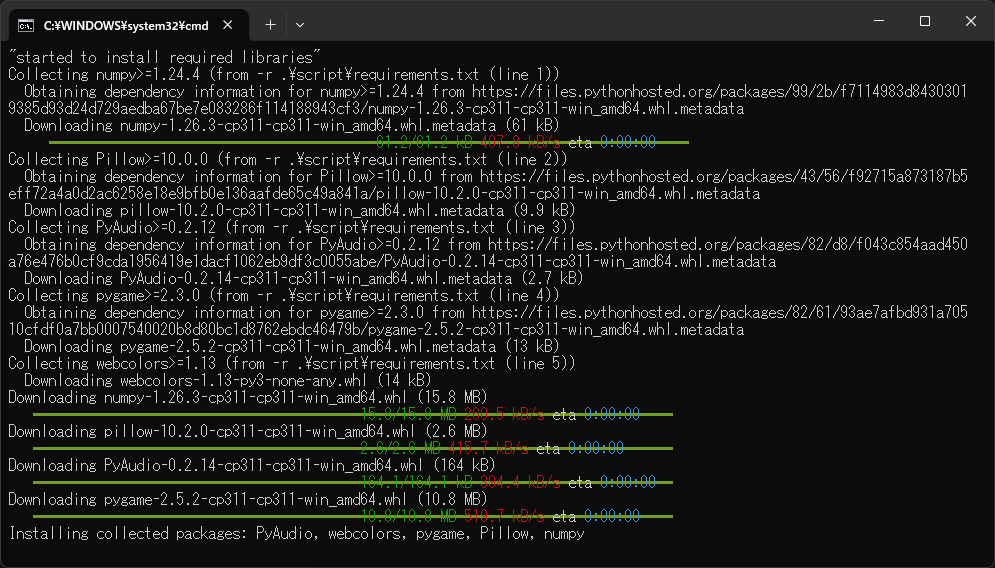 C:¥WINDOWS¥system32¥cmd
"started to install required libraries"
Collecting numpy>=1.24.4 (from -r .¥script¥requirements.txt (line 1))
Obtaining dependency information for numpy>=1.24.4 from https://files.pythonhosted.org/packages/99/2b/f7114983d8430301
9385d93d24d729aedba67be7e083286f114188943cf3/numpy-1.26.3-cp311-cp311-win_amd64.whl.metadata
Downloading numpy-1.26.3-cp311-cp311-win_amd64.whl.metadata (61 kB)
61.2/61.2 kB 407.8 kB/s eta 0:00:00
Collecting Pillow>=10.0.0 (from -r .¥script¥requirements.txt (line 2))
Obtaining dependency information for Pillow>=10.0.0 from https://files.pythonhosted.org/packages/43/56/f92715a873187b5
eff72a4a0d2ac6258e18e9bfb0e136aafde65c49a841a/pillow-10.2.0-cp311-cp311-win_amd64.whl.metadata
Downloading pillow-10.2.0-cp311-cp311-win_amd64.whl.metadata (9.9 kB)
Collecting PyAudio>=0.2.12 (from -r .¥script¥requirements.txt (line 3))
Obtaining dependency information for PyAudio>=0.2.12 from https://files.pythonhosted.org/packages/82/d8/f043c854aad450
a76e476b0cf9cda1956419e1dacf1062eb9df3c0055abe/PyAudio-0.2.14-cp311-cp311-win_amd64.whl.metadata
Downloading PyAudio-0.2.14-cp311-cp311-win_amd64.whl.metadata (2.7 kB)
Collecting pygame>=2.3.0 (from -r .¥script¥requirements.txt (line 4))
Obtaining dependency information for pygame>=2.3.0 from https://files.pythonhosted.org/packages/82/61/93ae7afbd931a705
10cfdf0a7bb0007540020b8d80bc1d8762ebdc46479b/pygame-2.5.2-cp311-cp311-win_amd64.whl.metadata
Downloading pygame-2.5.2-cp311-cp311-win_amd64.whl.metadata (13 kB)
Collecting webcolors>=1.13 (from -r .¥script¥requirements.txt (line 5))
Downloading webcolors-1.13-py3-none-any.whl (14 kB)
Downloading numpy-1.26.3-cp311-cp311-win_amd64.whl (15.8 MB)
15.8/15.8 MB kB/s eta 0:00:00
Downloading pillow-10.2.0-cp311-cp311-win_amd64.whl (2.6 MB)
2.6/2.6 MB 415.7 kB/s eta 0:00:00
Downloading PyAudio-0.2.14-cp311-cp311-win_amd64.whl (164 kB)
164.1/164.1 kB kB/s eta 0:00:00
Downloading pygame-2.5.2-cp311-cp311-win_amd64.whl (10.8 MB)
10.8/10.8 MB kB/s eta 0:00:00
Installing collected packages: PyAudio, webcolors, pygame, Pillow, numpy